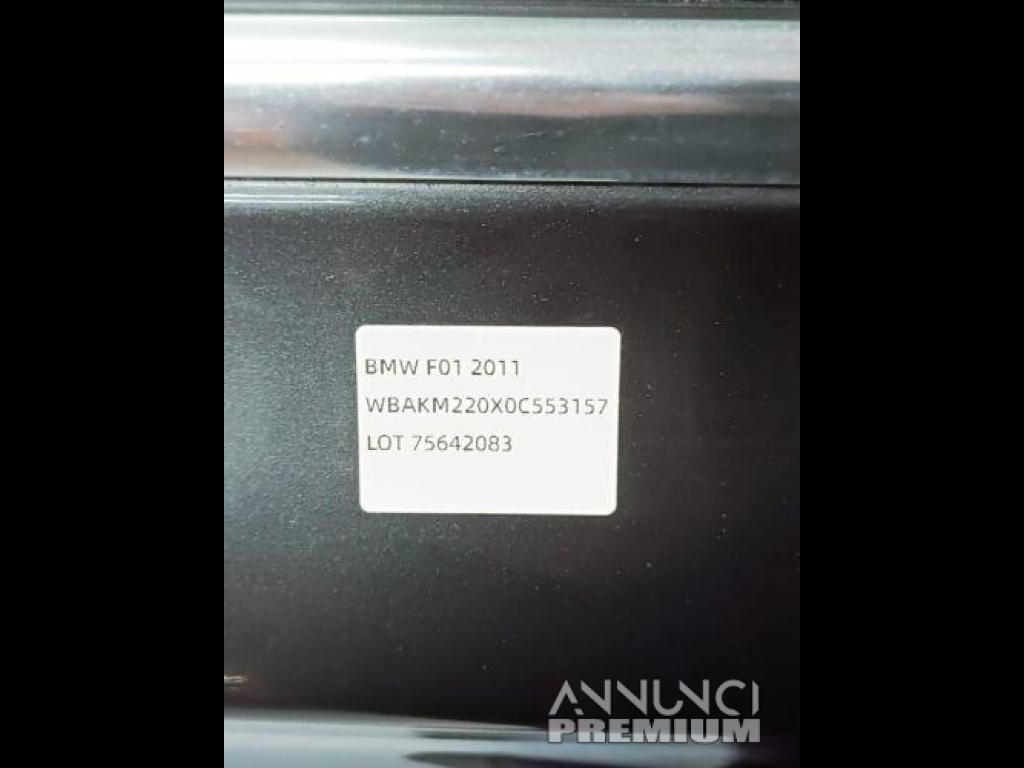 BMW F01 2011
WBAKM220X0C553157
LOT 75642083
ANNUNCI
PREMIUM